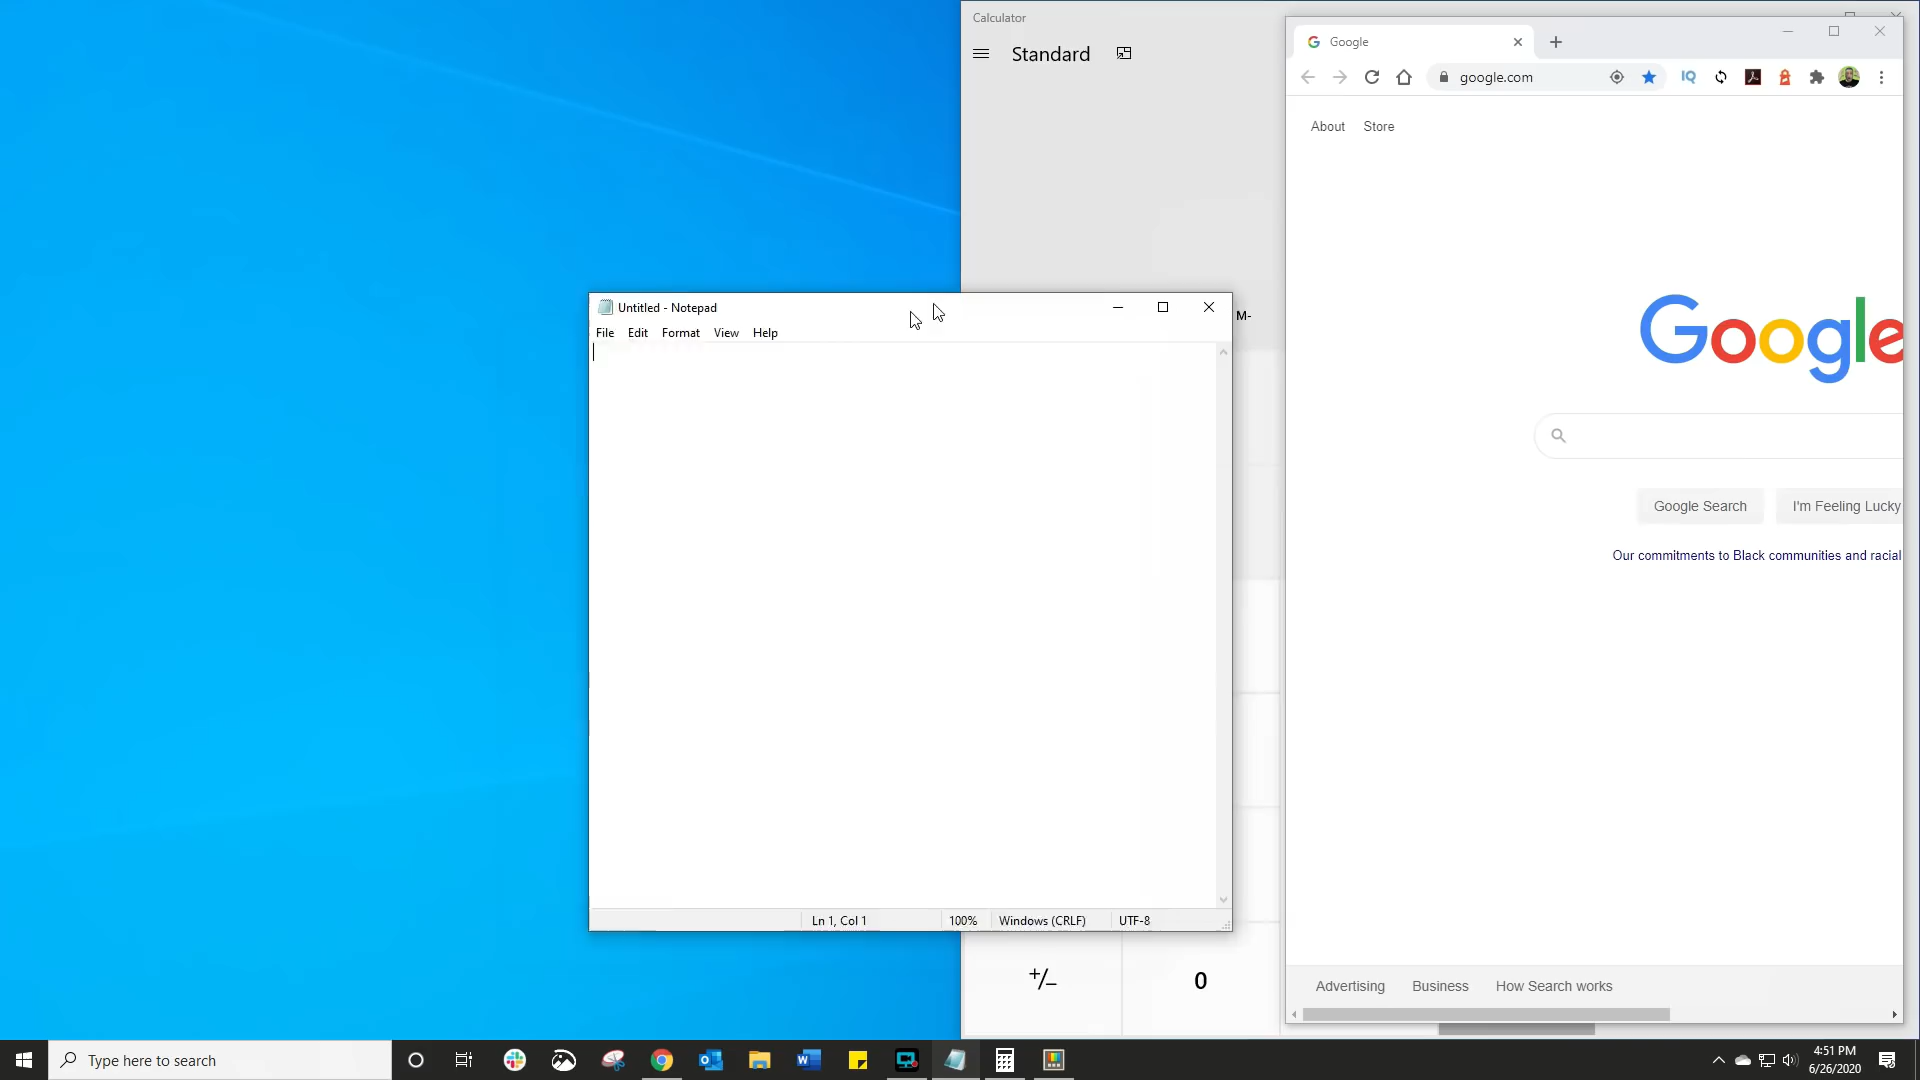 Calculator
Standard
M-
+/-
0
Google
google.com
About Store
Google
Google Search I'm Feeling Lucky
Our commitments to Black communities and racial
Advertising Business How Search works
Untitled - Notepad
File Edit Format View Help
Ln 1, Col 1 100% Windows (CRLF) UTF-8
Type here to search
4:51 PM
6/26/2020